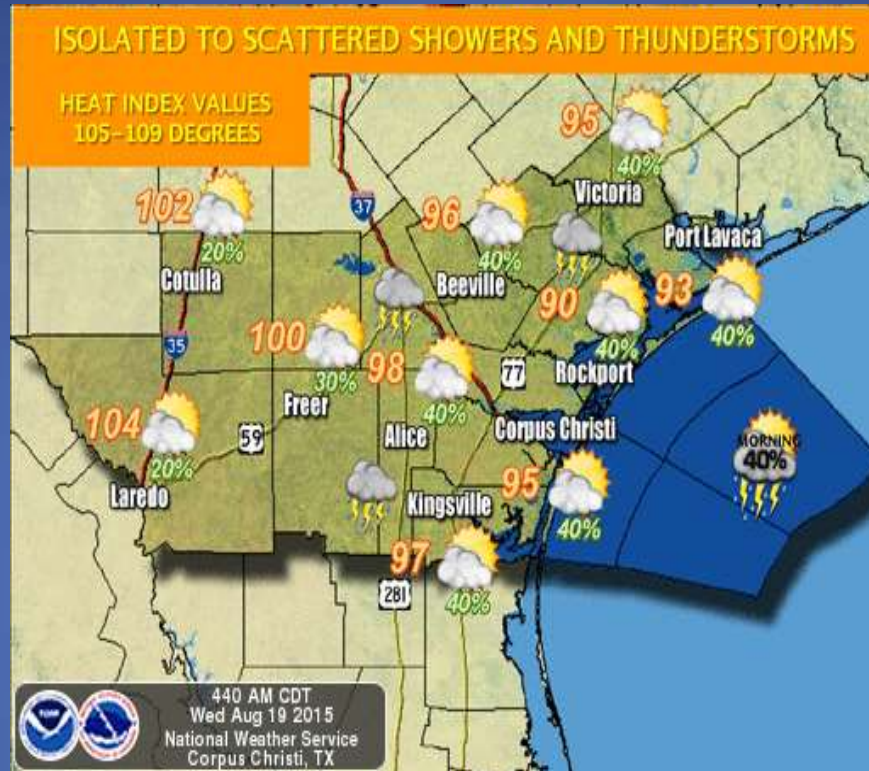 ISOLATED TO SCATTERED SHOWERS AND THUNDERSTORMS
HEAT INDEX VALUES
105-109 DEGREES
95
40%
Victoria
102
20%
Cotulla
37
96
40%
Beeville
Port Lavaca
93
40%
90
40%
Rockport
35
100
30%
Freer
98
40%
Alice
77
Corpus Christi
95
40%
104
20%
Laredo
59
MORNING
40%
Kingsville
97
40%
281
440 AM CDT
Wed Aug 19 2015
National Weather Service
Corpus Christi, TX